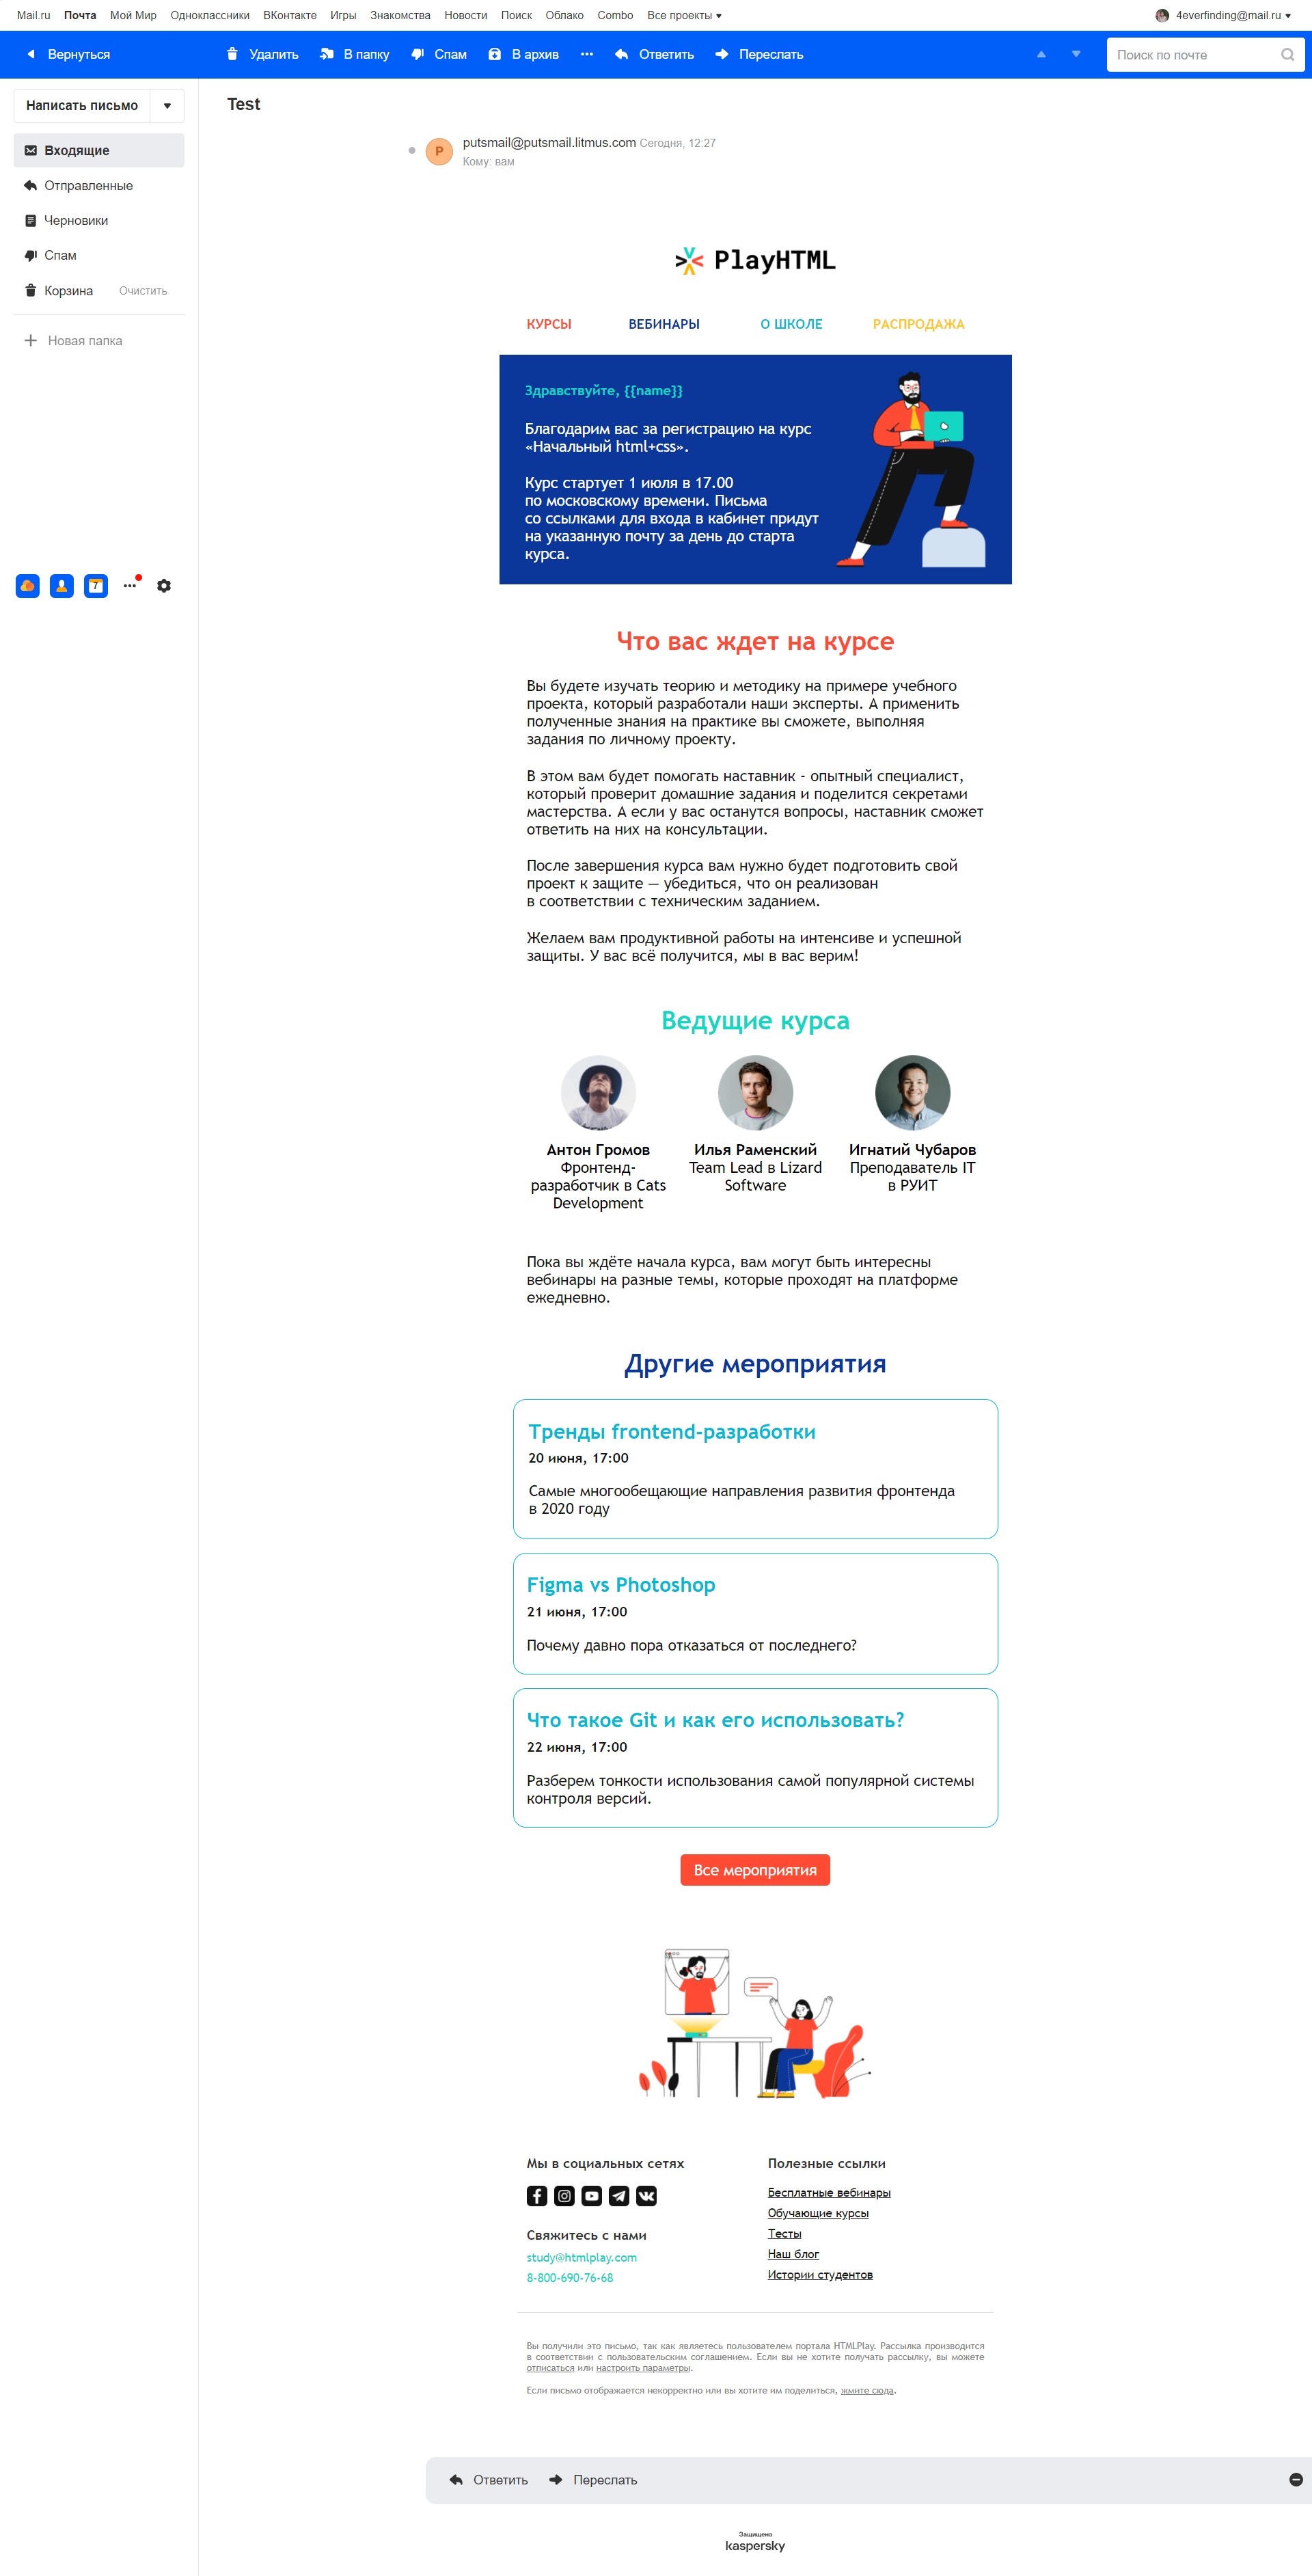 Mail.ru Почта Мой Мир Одноклассники ВКонтакте Игры Знакомства Новости Поиск Облако Combo Все проекты 4everfinding@mail.ru
Вернуться Удалить В папку Спам В архив Ответить Переслать Поиск по почте
Написать письмо
Входящие
Отправленные
Черновики
Спам
Корзина Очистить
Новая папка
7
Test
P
putsmail@putsmail.litmus.com Сегодня, 12:27
Кому: вам
PlayHTML
КУРСЫ ВЕБИНАРЫ О ШКОЛЕ РАСПРОДАЖА
Здравствуйте, {{name}}
Благодарим вас за регистрацию на курс
«Начальный html+css».
Курс стартует 1 июля в 17.00
по московскому времени. Письма
со ссылками для входа в кабинет придут
на указанную почту за день до старта
курса.
Что вас ждет на курсе
Вы будете изучать теорию и методику на примере учебного
проекта, который разработали наши эксперты. А применить
полученные знания на практике вы сможете, выполняя
задания по личному проекту.
В этом вам будет помогать наставник - опытный специалист,
который проверит домашние задания и поделится секретами
мастерства. А если у вас останутся вопросы, наставник сможет
ответить на них на консультации.
После завершения курса вам нужно будет подготовить свой
проект к защите — убедиться, что он реализован
в соответствии с техническим заданием.
Желаем вам продуктивной работы на интенсиве и успешной
защиты. У вас всё получится, мы в вас верим!
Ведущие курса
Антон Громов
Фронтенд-
разработчик в Cats
Development
Илья Раменский
Team Lead в Lizard
Software
Игнатий Чубаров
Преподаватель IT
в РУИТ
Пока вы ждёте начала курса, вам могут быть интересны
вебинары на разные темы, которые проходят на платформе
ежедневно.
Другие мероприятия
Тренды frontend-разработки
20 июня, 17:00
Самые многообещающие направления развития фронтенда
в 2020 году
Figma vs Photoshop
21 июня, 17:00
Почему давно пора отказаться от последнего?
Что такое Git и как его использовать?
22 июня, 17:00
Разберем тонкости использования самой популярной системы
контроля версий.
Все мероприятия
Мы в социальных сетях
Свяжитесь с нами
study@htmlplay.com
8-800-690-76-68
Полезные ссылки
Бесплатные вебинары
Обучающие курсы
Тесты
Наш блог
Истории студентов
Вы получили это письмо, так как являетесь пользователем портала HTMLPlay. Рассылка производится
в соответствии с пользовательским соглашением. Если вы не хотите получать рассылку, вы можете
отписаться или настроить параметры.
Если письмо отображается некорректно или вы хотите им поделиться, жмите сюда.
Ответить Переслать
Защищено
kaspersky